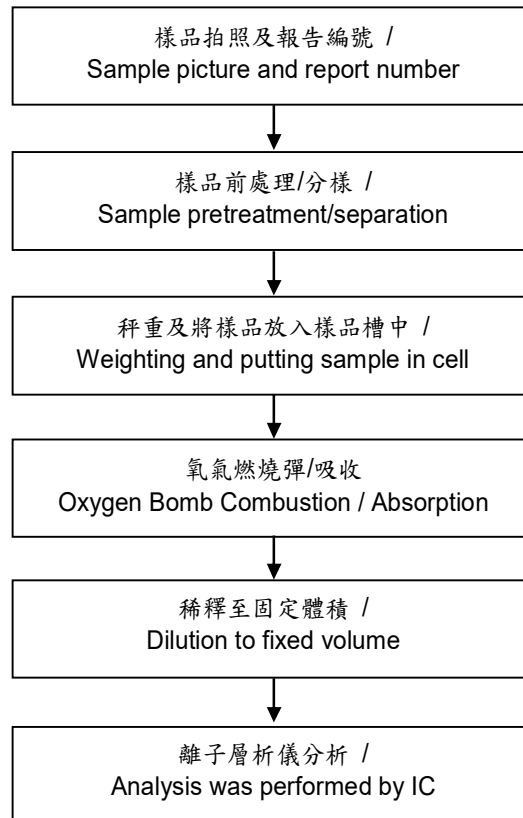 樣品拍照及報告編號 /
Sample picture and report number
樣品前處理/分樣 /
Sample pretreatment/separation
秤重及將樣品放入樣品槽中 /
Weighting and putting sample in cell
氧氣燃燒彈/吸收
Oxygen Bomb Combustion / Absorption
稀釋至固定體積 /
Dilution to fixed volume
離子層析儀分析 /
Analysis was performed by IC